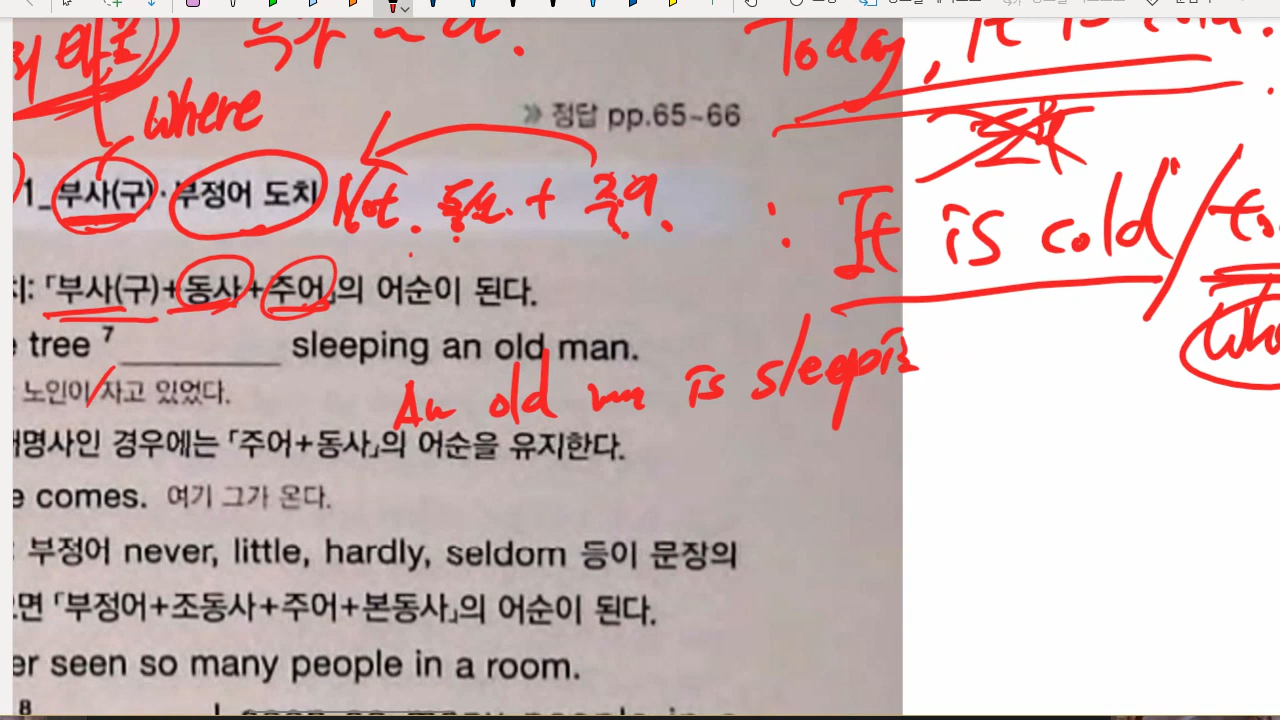 Today, It is cold.
where
정답 pp.65~66
1_부사(구)·부정어 도치 Not. 동사. + 주어.
: It is cold / to
치: 「부사(구)+동사+주어」의 어순이 된다.
tree 7 sleeping an old man.
노인이/자고 있었다.
An old man is sleepi
명사인 경우에는 「주어+동사」의 어순을 유지한다.
e comes. 여기 그가 온다.
: 부정어 never, little, hardly, seldom 등이 문장의
면 「부정어+조동사+주어+본동사」의 어순이 된다.
er seen so many people in a room.
8